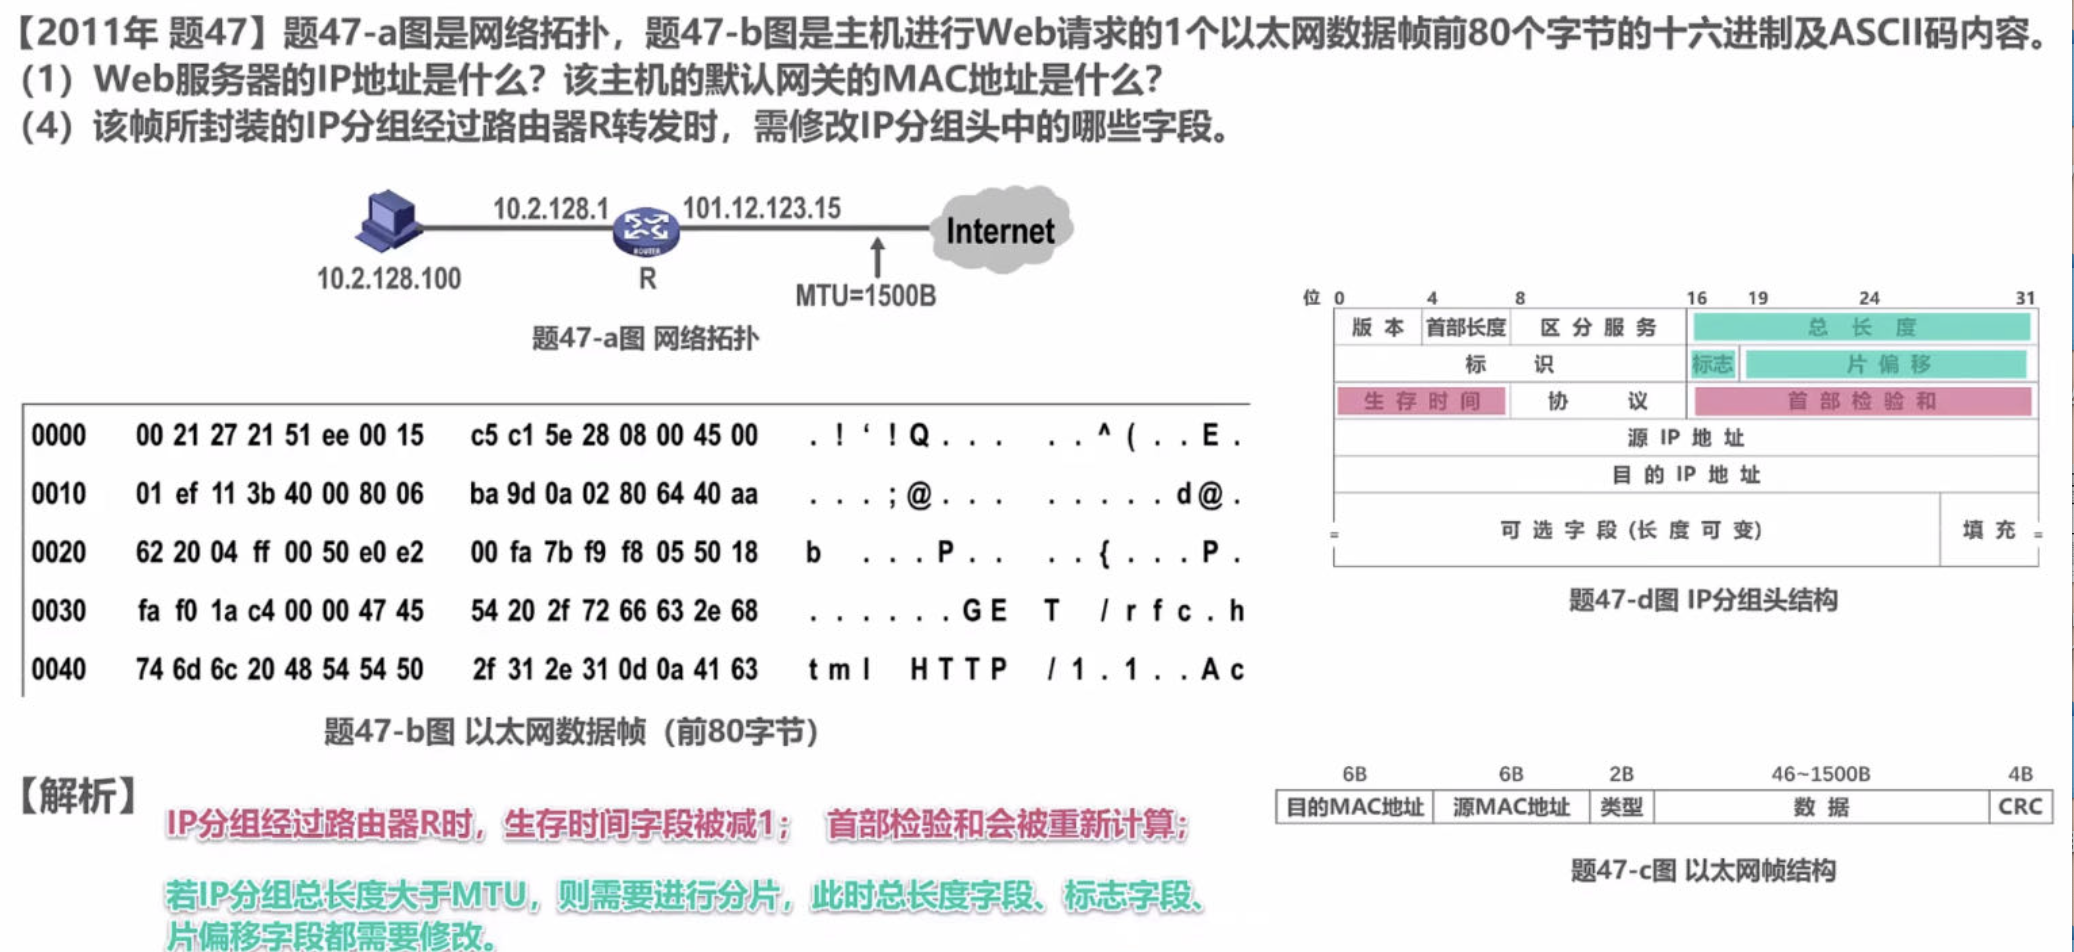 【2011年 题47】题47-a图是网络拓扑，题47-b图是主机进行Web请求的1个以太网数据帧前80个字节的十六进制及ASCII码内容。
（1）Web服务器的IP地址是什么？该主机的默认网关的MAC地址是什么？
（4）该帧所封装的IP分组经过路由器R转发时，需修改IP分组头中的哪些字段。
10.2.128.1 101.12.123.15
Internet
ROUTER
10.2.128.100 R
MTU=1500B
题47-a图 网络拓扑
0000 00 21 27 21 51 ee 00 15 c5 c1 5e 28 08 00 45 00 . ! ‘ ! Q . . . . . ^ ( . . E .
0010 01 ef 11 3b 40 00 80 06 ba 9d 0a 02 80 64 40 aa . . . ; @ . . . . . . . . d @ .
0020 62 20 04 ff 00 50 e0 e2 00 fa 7b f9 f8 05 50 18 b . . . P . . . . { . . . P .
0030 fa f0 1a c4 00 00 47 45 54 20 2f 72 66 63 2e 68 . . . . . . G E T / r f c . h
0040 74 6d 6c 20 48 54 54 50 2f 31 2e 31 0d 0a 41 63 t m l H T T P / 1 . 1 . . A c
题47-b图 以太网数据帧（前80字节）
位 0 4 8 16 19 24 31
版 本 首部长度 区 分 服 务 总 长 度
标 识 标志 片 偏 移
生 存 时 间 协 议 首 部 检 验 和
源 IP 地 址
目 的 IP 地 址
可 选 字 段 (长 度 可 变) 填 充
题47-d图 IP分组头结构
6B 6B 2B 46~1500B 4B
目的MAC地址 源MAC地址 类型 数 据 CRC
题47-c图 以太网帧结构
【解析】
IP分组经过路由器R时，生存时间字段被减1； 首部检验和会被重新计算；
若IP分组总长度大于MTU，则需要进行分片，此时总长度字段、标志字段、
片偏移字段都需要修改。